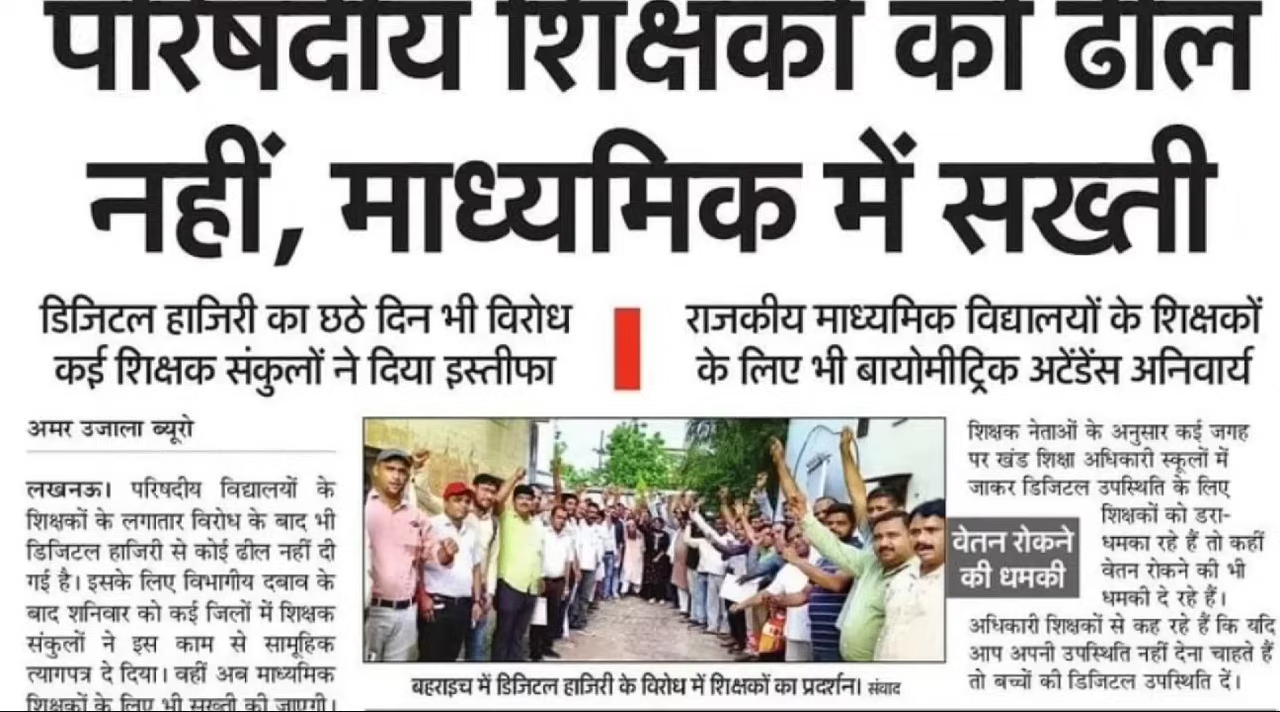 परिषदीय शिक्षकों को ढील
नहीं, माध्यमिक में सख्ती
डिजिटल हाजिरी का छठे दिन भी विरोध
कई शिक्षक संकुलों ने दिया इस्तीफा
राजकीय माध्यमिक विद्यालयों के शिक्षकों
के लिए भी बायोमीट्रिक अटेंडेंस अनिवार्य
अमर उजाला ब्यूरो
लखनऊ। परिषदीय विद्यालयों के
शिक्षकों के लगातार विरोध के बाद भी
डिजिटल हाजिरी से कोई ढील नहीं दी
गई है। इसके लिए विभागीय दबाव के
बाद शनिवार को कई जिलों में शिक्षक
संकुलों ने इस काम से सामूहिक
त्यागपत्र दे दिया। वहीं अब माध्यमिक
शिक्षकों के लिए भी सख्ती की जाएगी।
बहराइच में डिजिटल हाजिरी के विरोध में शिक्षकों का प्रदर्शन। संवाद
शिक्षक नेताओं के अनुसार कई जगह
पर खंड शिक्षा अधिकारी स्कूलों में
जाकर डिजिटल उपस्थिति के लिए
शिक्षकों को डरा-
धमका रहे हैं तो कहीं
वेतन रोकने की भी
धमकी दे रहे हैं।
वेतन रोकने
की धमकी
अधिकारी शिक्षकों से कह रहे हैं कि यदि
आप अपनी उपस्थिति नहीं देना चाहते हैं
तो बच्चों की डिजिटल उपस्थिति दें।